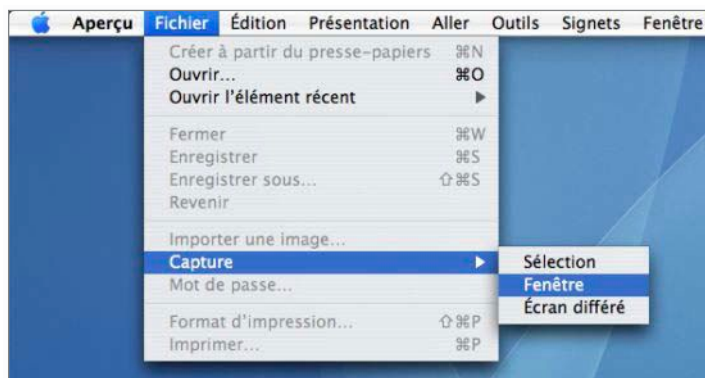 Aperçu Fichier Édition Présentation Aller Outils Signets Fenêtre
Créer à partir du presse-papiers ⌘N
Ouvrir... ⌘O
Ouvrir l'élément récent ▶
Fermer ⌘W
Enregistrer ⌘S
Enregistrer sous... ⇧⌘S
Revenir
Importer une image...
Capture ▶
Mot de passe...
Format d'impression... ⇧⌘P
Imprimer... ⌘P
Sélection
Fenêtre
Écran différé